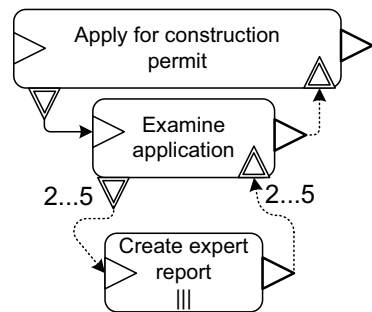 Apply for construction
permit
Examine
application
2...5
2...5
Create expert
report